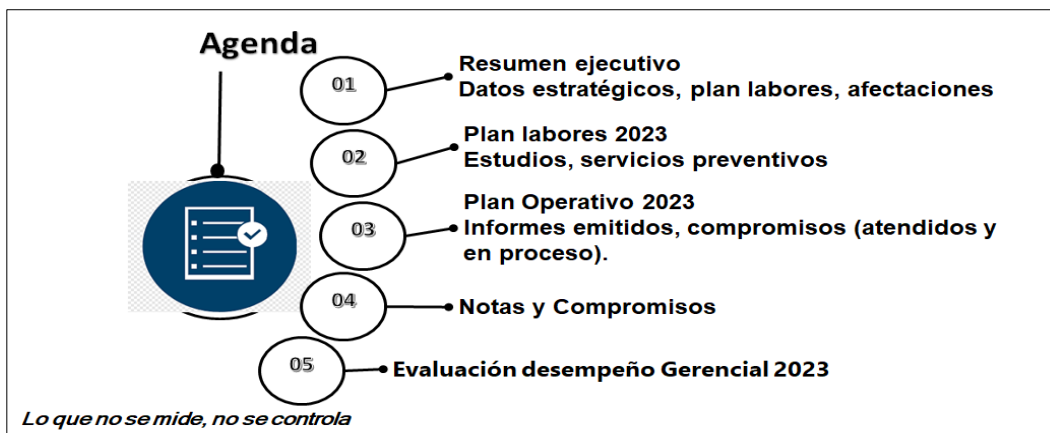 Agenda
01
Resumen ejecutivo
Datos estratégicos, plan labores, afectaciones
02
Plan labores 2023
Estudios, servicios preventivos
03
Plan Operativo 2023
Informes emitidos, compromisos (atendidos y
en proceso).
04
Notas y Compromisos
05
Evaluación desempeño Gerencial 2023
Lo que no se mide, no se controla